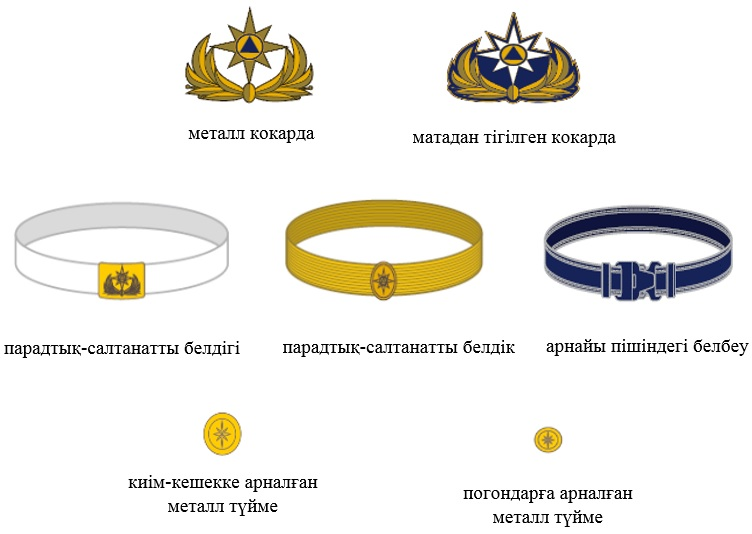 металл кокарда
матадан тігілген кокарда
парадтық-салтанатты белдігі
парадтық-салтанатты белдік
арнайы пішіндегі белбеу
киім-кешекке арналған
металл түйме
погондарға арналған
металл түйме